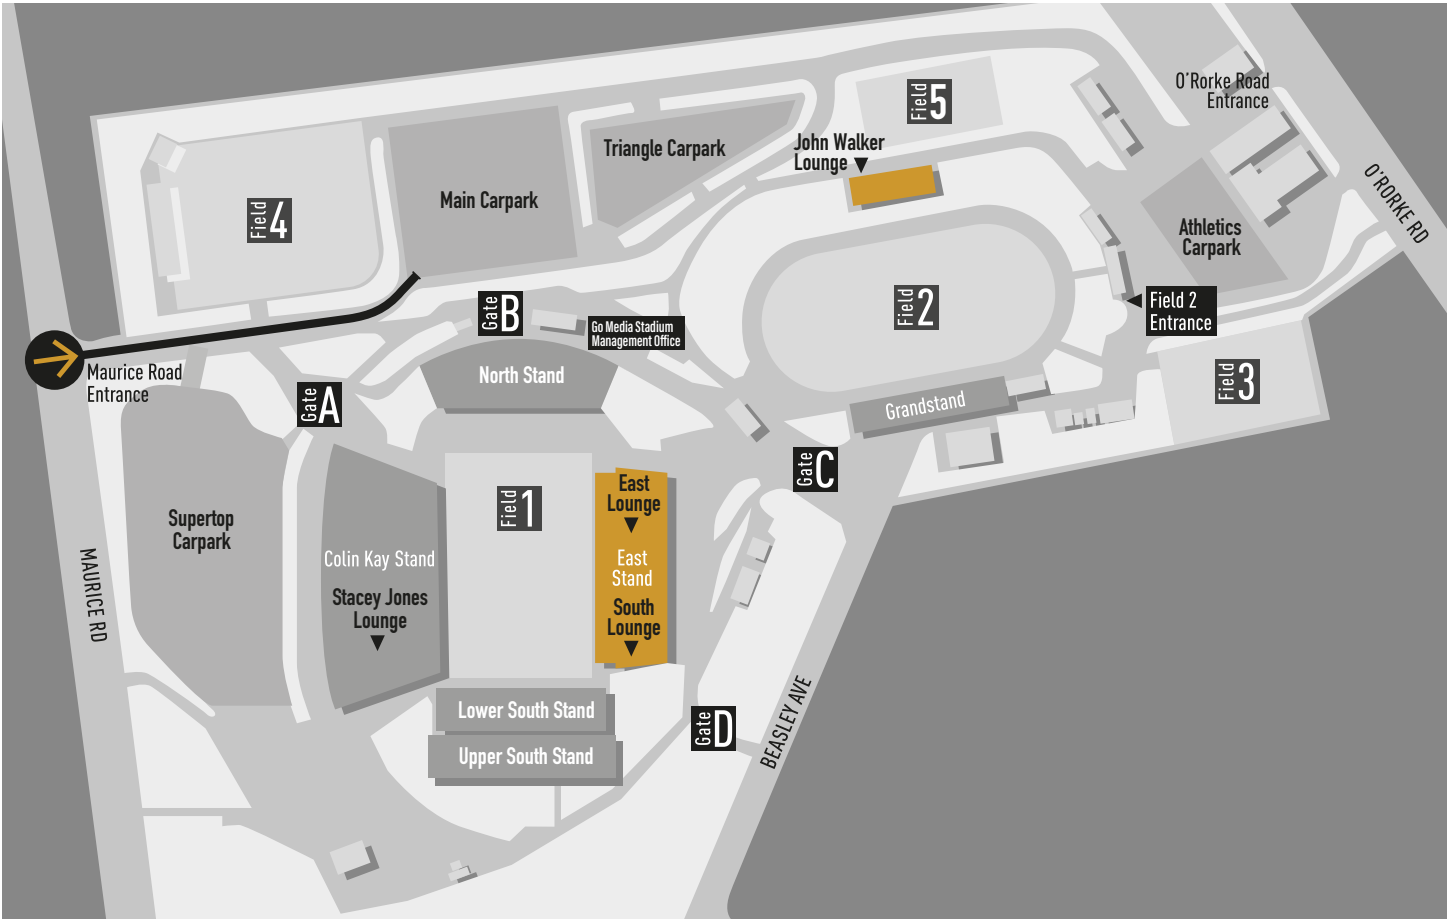 O'Rorke Road
Entrance
Field 5
John Walker
Lounge
Triangle Carpark
Main Carpark
Field 4
O'RORKE RD
Athletics
Carpark
Field 2
Field 2
Entrance
Gate B
Go Media Stadium
Management Office
Maurice Road
Entrance
North Stand
Gate A
Grandstand
Field 3
Gate C
East
Lounge
Field 1
Supertop
Carpark
Colin Kay Stand
East
Stand
Stacey Jones
Lounge
South
Lounge
MAURICE RD
Lower South Stand
Gate D
BEASLEY AVE
Upper South Stand